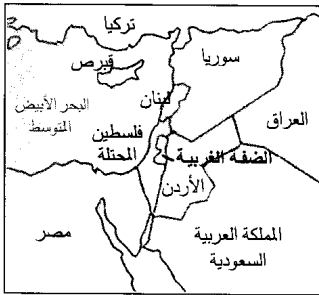 تركيا
قبرص
سوريا
لبنان
البحر الأبيض
المتوسط
العراق
فلسطين
المحتلة
الضفة الغربية
الأردن
مصر
المملكة العربية
السعودية